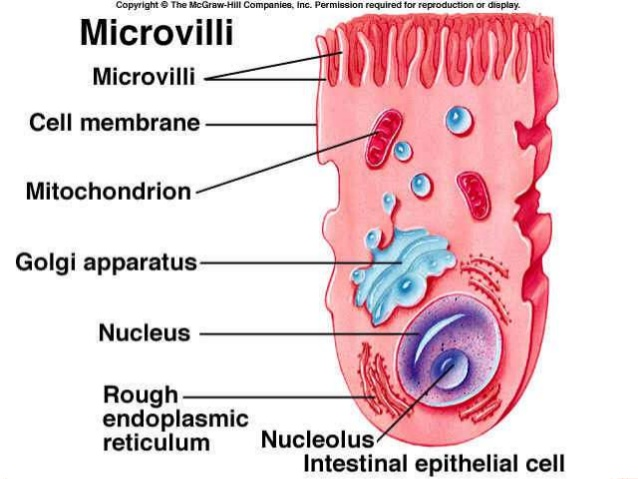 Copyright © The McGraw-Hill Companies, Inc. Permission required for reproduction or display.
Microvilli
Microvilli
Cell membrane
Mitochondrion
Golgi apparatus
Nucleus
Rough
endoplasmic
reticulum
Nucleolus
Intestinal epithelial cell